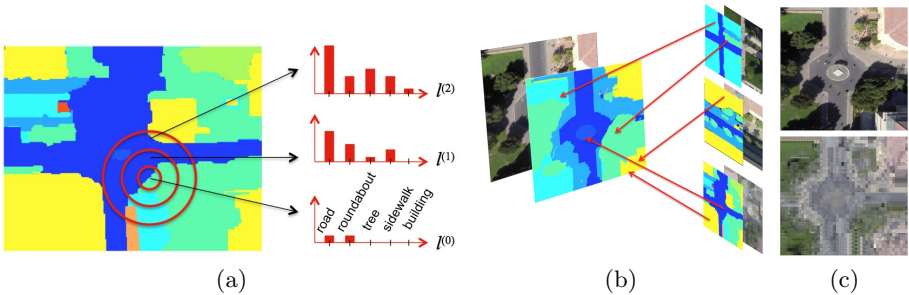 l(2)
l(1)
road
roundabout
tree
sidewalk
building
l(0)
(a)
(b)
(c)